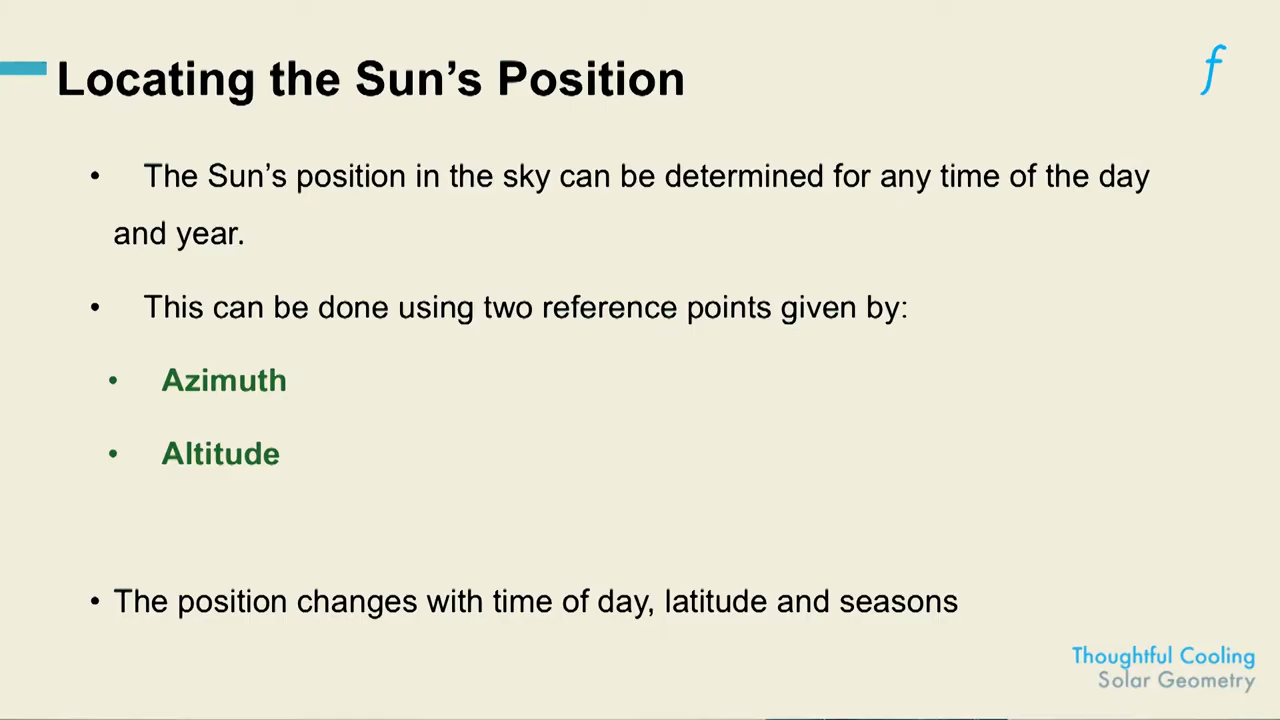 Locating the Sun’s Position
f
• The Sun’s position in the sky can be determined for any time of the day
and year.
• This can be done using two reference points given by:
• Azimuth
• Altitude
• The position changes with time of day, latitude and seasons
Thoughtful Cooling
Solar Geometry